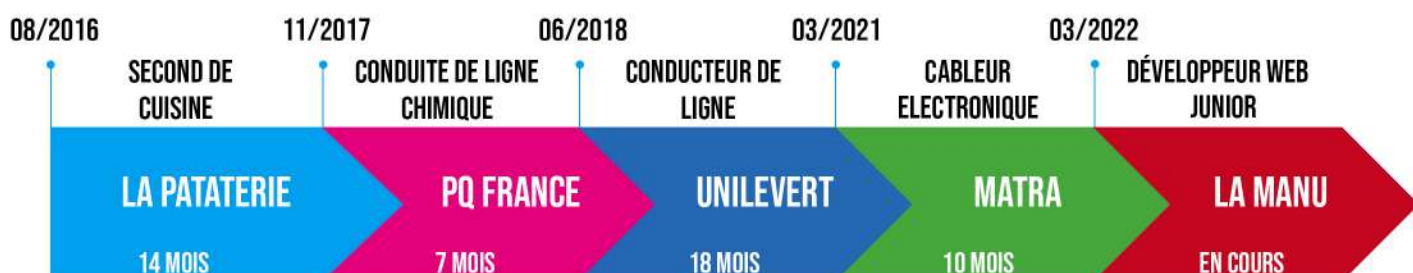 08/2016 11/2017 06/2018 03/2021 03/2022
SECOND DE
CUISINE
CONDUITE DE LIGNE
CHIMIQUE
CONDUCTEUR DE
LIGNE
CABLEUR
ELECTRONIQUE
DÉVELOPPEUR WEB
JUNIOR
LA PATATERIE
PQ FRANCE
UNILEVERT
MATRA
LA MANU
14 MOIS
7 MOIS
18 MOIS
10 MOIS
EN COURS